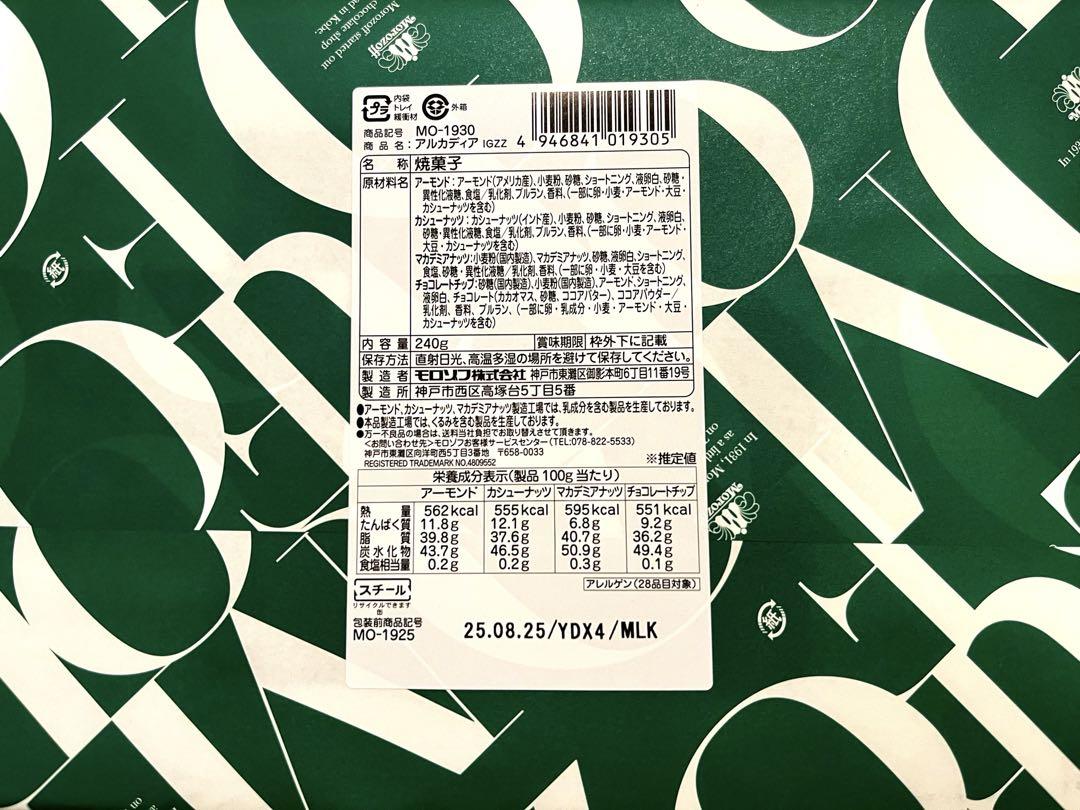 Morozoff started out
chocolate shop
ed in Kobe.
Morozoff
プラ
内袋
トレイ
緩衝材
外箱
商品記号 MO-1930
商品名:アルカディア IGZZ
4 946841 019305
名称 焼菓子
原材料名 アーモンド:アーモンド(アメリカ産)、小麦粉、砂糖、ショートニング、液卵白、砂糖・
異性化液糖、食塩/乳化剤、プルラン、香料、(一部に卵・小麦・アーモンド・大豆・
カシューナッツを含む)
カシューナッツ:カシューナッツ(インド産)、小麦粉、砂糖、ショートニング、液卵白、
砂糖・異性化液糖、食塩/乳化剤、プルラン、香料、(一部に卵・小麦・アーモンド・
大豆・カシューナッツを含む)
マカデミアナッツ:小麦粉(国内製造)、マカデミアナッツ、砂糖、液卵白、ショートニング、
食塩、砂糖・異性化液糖/乳化剤、香料、(一部に卵・小麦・大豆を含む)
チョコレートチップ:砂糖(国内製造)、小麦粉(国内製造)、アーモンド、ショートニング、
液卵白、チョコレート(カカオマス、砂糖、ココアバター)、ココアパウダー/
乳化剤、香料、プルラン、(一部に卵・乳成分・小麦・アーモンド・大豆・
カシューナッツを含む)
内容量 240g 賞味期限 枠外下に記載
保存方法 直射日光、高温多湿の場所を避けて保存してください。
製造者 モロゾフ株式会社 神戸市東灘区御影本町6丁目11番19号
製造所 神戸市西区高塚台5丁目5番
●アーモンド、カシューナッツ、マカデミアナッツ製造工場では、乳成分を含む製品を生産しております。
●本品製造工場では、くるみを含む製品を生産しております。
●万一不良品の場合は、送料当社負担でお取り替えさせて頂きます。
<お問い合わせ先>モロゾフお客様サービスセンター(TEL:078-822-5533)
神戸市東灘区向洋町西5丁目3番地 〒658-0033
REGISTERED TRADEMARK NO.4809552
※推定値
栄養成分表示(製品100g当たり)
アーモンド カシューナッツ マカデミアナッツ チョコレートチップ
熱量 562kcal 555kcal 595kcal 551kcal
たんぱく質 11.8g 12.1g 6.8g 9.2g
脂質 39.8g 37.6g 40.7g 36.2g
炭水化物 43.7g 46.5g 50.9g 49.4g
食塩相当量 0.2g 0.2g 0.3g 0.1g
スチール
リサイクルできます
缶
アレルゲン(28品目対象)
包装前商品記号
MO-1925
25.08.25/YDX4/MLK
紙
In 1931, Mo
as a litt
on
Morozoff
紙
In 193